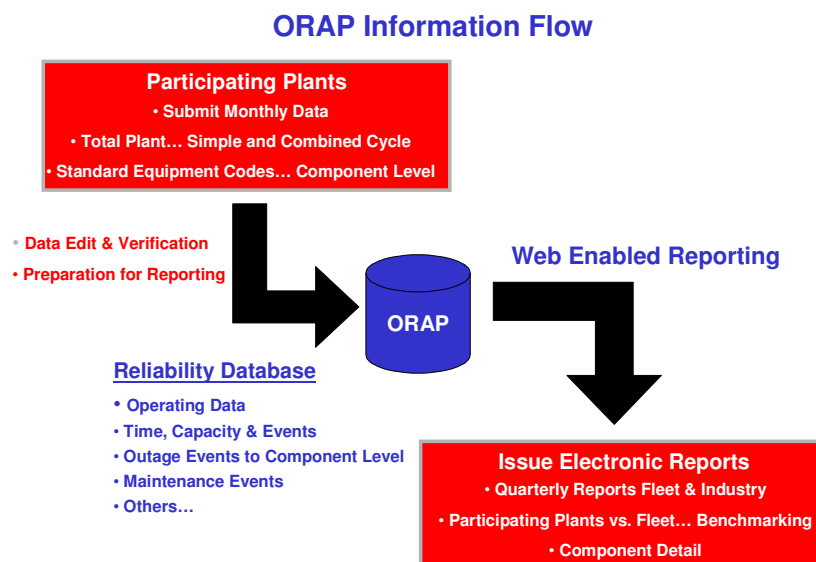 ORAP Information Flow
Participating Plants
• Submit Monthly Data
• Total Plant… Simple and Combined Cycle
• Standard Equipment Codes… Component Level
• Data Edit & Verification
• Preparation for Reporting
Web Enabled Reporting
ORAP
Reliability Database
• Operating Data
• Time, Capacity & Events
• Outage Events to Component Level
• Maintenance Events
• Others…
Issue Electronic Reports
• Quarterly Reports Fleet & Industry
• Participating Plants vs. Fleet… Benchmarking
• Component Detail